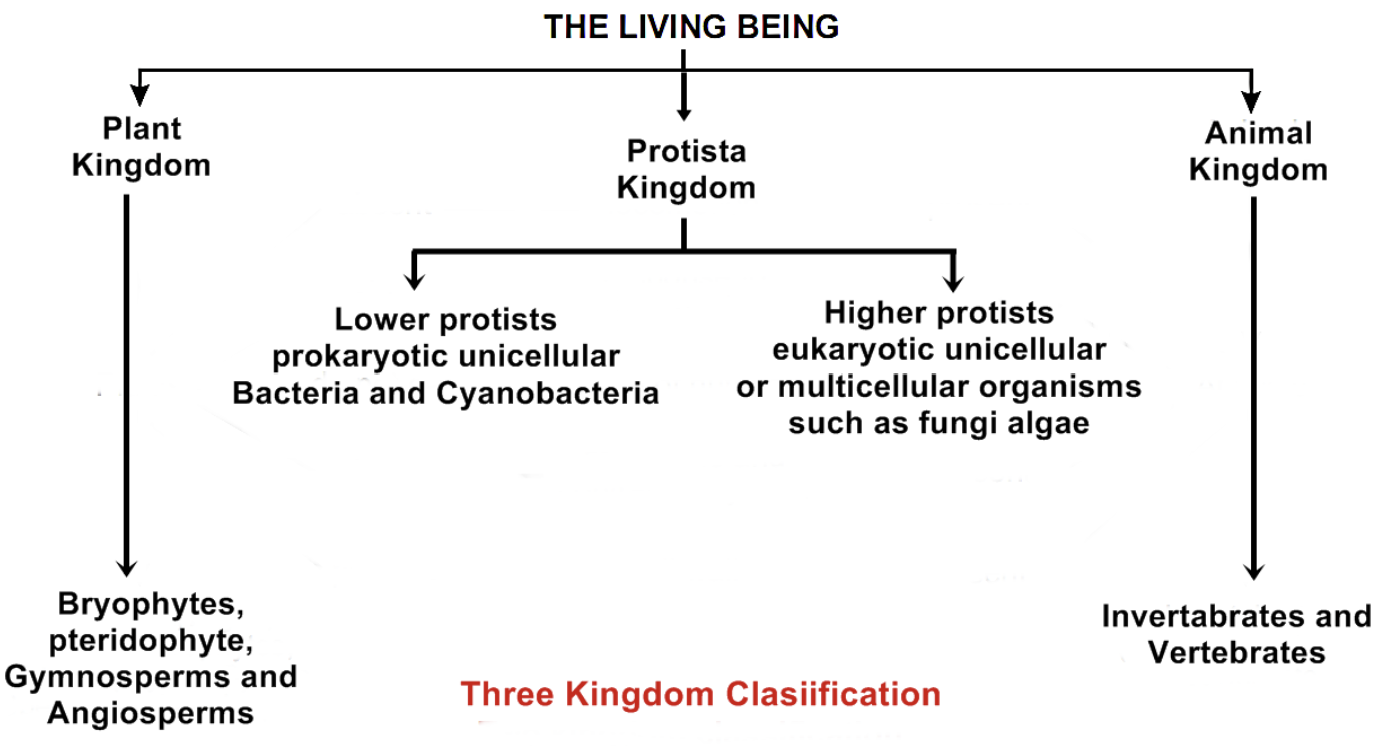 THE LIVING BEING
Plant
Kingdom
Protista
Kingdom
Animal
Kingdom
Lower protists
prokaryotic unicellular
Bacteria and Cyanobacteria
Higher protists
eukaryotic unicellular
or multicellular organisms
such as fungi algae
Bryophytes,
pteridophyte,
Gymnosperms and
Angiosperms
Invertabrates and
Vertebrates
Three Kingdom Clasiification